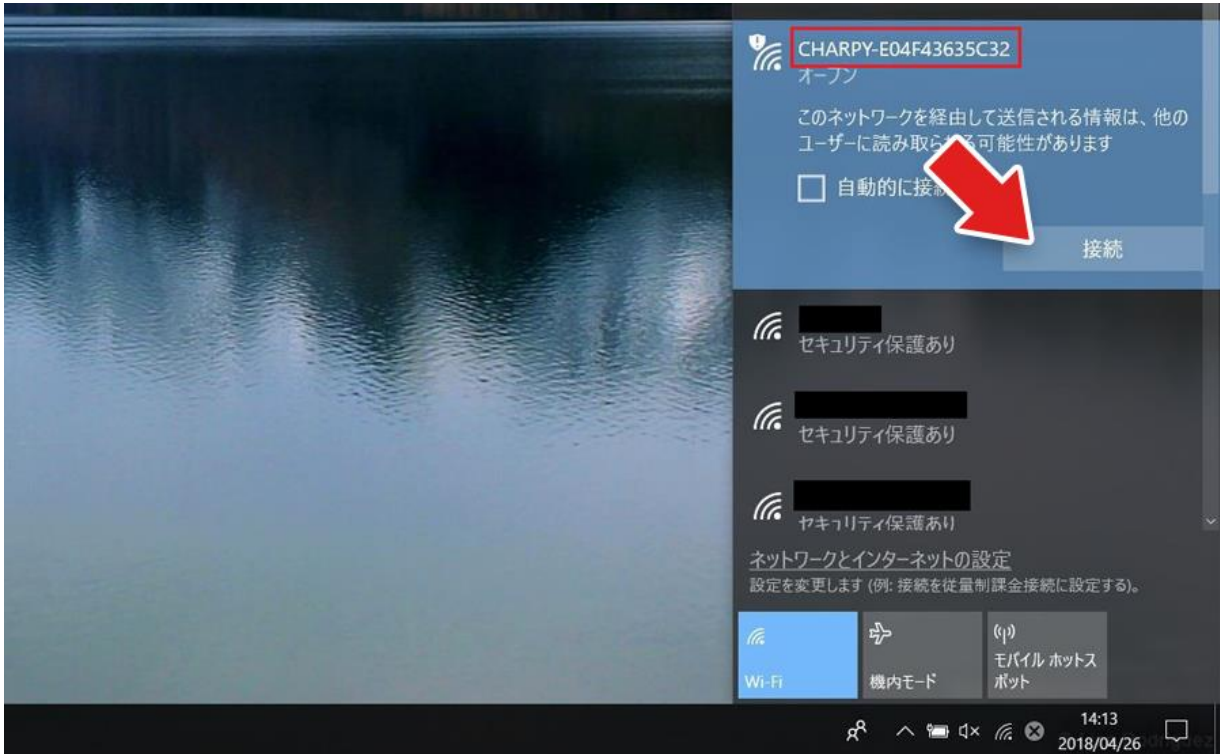 CHARPY-E04F43635C32
オープン
このネットワークを経由して送信される情報は、他の
ユーザーに読み取られる可能性があります
自動的に接続
接続
セキュリティ保護あり
セキュリティ保護あり
セキュリティ保護あり
ネットワークとインターネットの設定
設定を変更します (例: 接続を従量制課金接続に設定する)。
Wi-Fi
機内モード
モバイル ホットス
ポット
14:13
2018/04/26